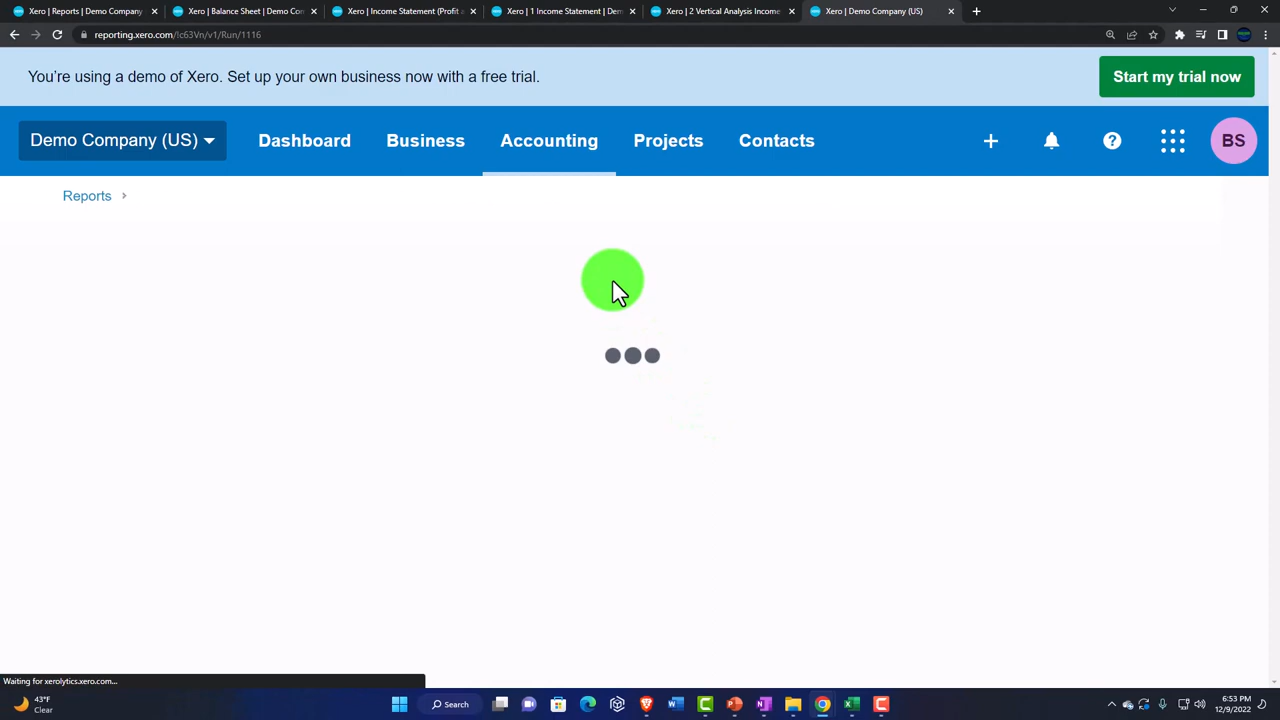 Xero | Reports | Demo Company
Xero | Balance Sheet | Demo Con
Xero | Income Statement (Profit a
Xero | 1 Income Statement | Dem
Xero | 2 Vertical Analysis Income
Xero | Demo Company (US)
reporting.xero.com/!c63Vn/v1/Run/1116
You're using a demo of Xero. Set up your own business now with a free trial.
Start my trial now
Demo Company (US)
Dashboard
Business
Accounting
Projects
Contacts
BS
Reports
Waiting for xerolytics.xero.com...
43°F
Clear
Search
6:53 PM
12/9/2022